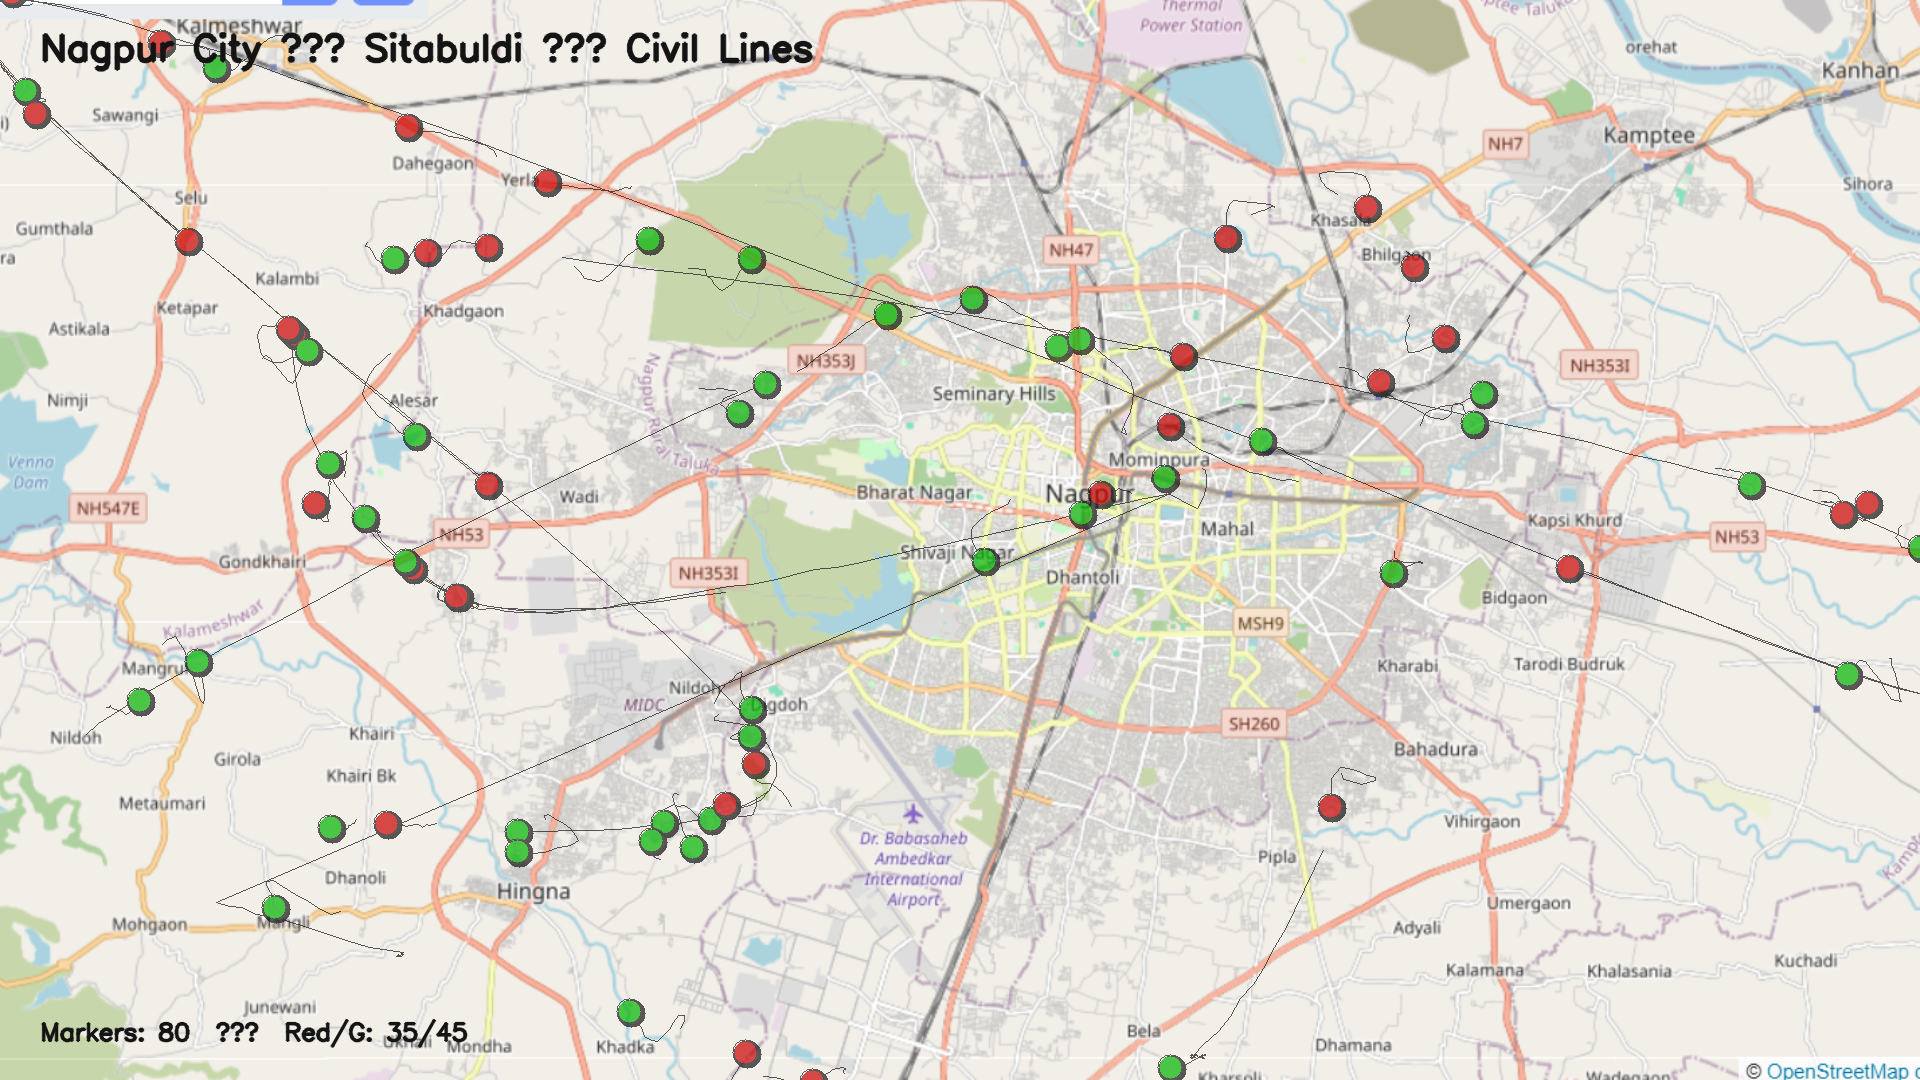 Thermal
Power Station
Kalmeshwar
Nagpur City ??? Sitabuldi ??? Civil Lines
orehat
Kanhan
Sawangi
Kamptee
NH7
Dahegaon
Yerla
Sihora
Selu
Gumthala
Khasala
NH47
Bhilgaon
Kalambi
Ketapar
Khadgaon
Astikala
NH353J
NH353I
Nagpur Rural Taluka
Seminary Hills
Nimji
Alesar
Mominpura
Venna
Dam
Bharat Nagar
Nagpur
Wadi
NH547E
NH53
Mahal
Kapsi Khurd
NH53
Shivaji Nagar
Gondkhairi
NH353I
Dhantoli
Bidgaon
Kalameshwar
MSH9
Mangru
Kharabi
Tarodi Budruk
Nildoh
MIDC
Digdoh
Nildoh
Khairi
SH260
Bahadura
Girola
Khairi Bk
Metaumari
Dr. Babasaheb
Ambedkar
International
Airport
Vihirgaon
Pipla
Dhanoli
Hingna
Umergaon
Mohgaon
Mangli
Adyali
Kuchadi
Kalamana
Khalasania
Junewani
Markers: 80 ??? Red/G: 35/45
Bela
Mondha
Khadka
Dhamana
Kharsoli
Wadegaon
© OpenStreetMap c